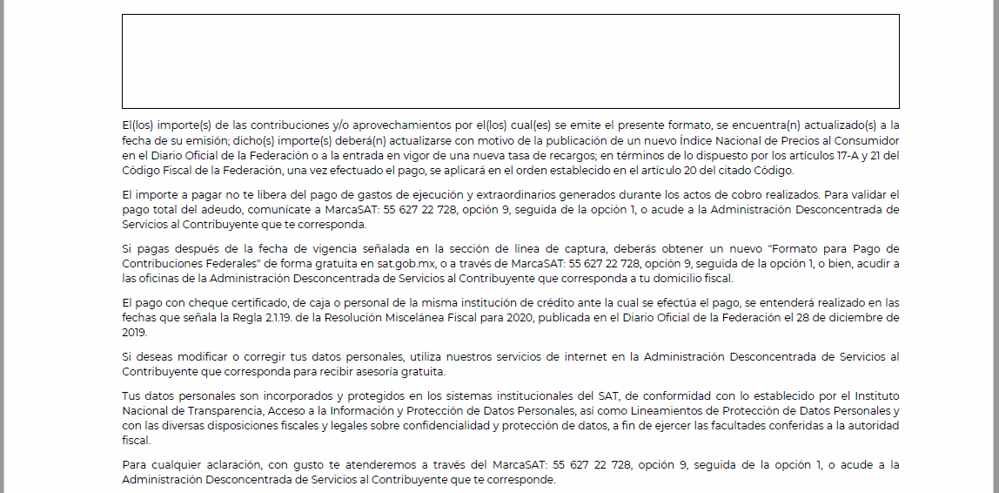 El(los) importe(s) de las contribuciones y/o aprovechamientos por el(los) cual(es) se emite el presente formato, se encuentra(n) actualizado(s) a la
fecha de su emisión; dicho(s) importe(s) deberá(n) actualizarse con motivo de la publicación de un nuevo Índice Nacional de Precios al Consumidor
en el Diario Oficial de la Federación o a la entrada en vigor de una nueva tasa de recargos; en términos de lo dispuesto por los artículos 17-A y 21 del
Código Fiscal de la Federación, una vez efectuado el pago, se aplicará en el orden establecido en el artículo 20 del citado Código.
El importe a pagar no te libera del pago de gastos de ejecución y extraordinarios generados durante los actos de cobro realizados. Para validar el
pago total del adeudo, comunícate a MarcaSAT: 55 627 22 728, opción 9, seguida de la opción 1, o acude a la Administración Desconcentrada de
Servicios al Contribuyente que te corresponda.
Si pagas después de la fecha de vigencia señalada en la sección de línea de captura, deberás obtener un nuevo "Formato para Pago de
Contribuciones Federales" de forma gratuita en sat.gob.mx, o a través de MarcaSAT: 55 627 22 728, opción 9, seguida de la opción 1, o bien, acudir a
las oficinas de la Administración Desconcentrada de Servicios al Contribuyente que corresponda a tu domicilio fiscal.
El pago con cheque certificado, de caja o personal de la misma institución de crédito ante la cual se efectúa el pago, se entenderá realizado en las
fechas que señala la Regla 2.1.19. de la Resolución Miscelánea Fiscal para 2020, publicada en el Diario Oficial de la Federación el 28 de diciembre de
2019.
Si deseas modificar o corregir tus datos personales, utiliza nuestros servicios de internet en la Administración Desconcentrada de Servicios al
Contribuyente que corresponda para recibir asesoría gratuita.
Tus datos personales son incorporados y protegidos en los sistemas institucionales del SAT, de conformidad con lo establecido por el Instituto
Nacional de Transparencia, Acceso a la Información y Protección de Datos Personales, así como Lineamientos de Protección de Datos Personales y
con las diversas disposiciones fiscales y legales sobre confidencialidad y protección de datos, a fin de ejercer las facultades conferidas a la autoridad
fiscal.
Para cualquier aclaración, con gusto te atenderemos a través del MarcaSAT: 55 627 22 728, opción 9, seguida de la opción 1, o acude a la
Administración Desconcentrada de Servicios al Contribuyente que te corresponde.